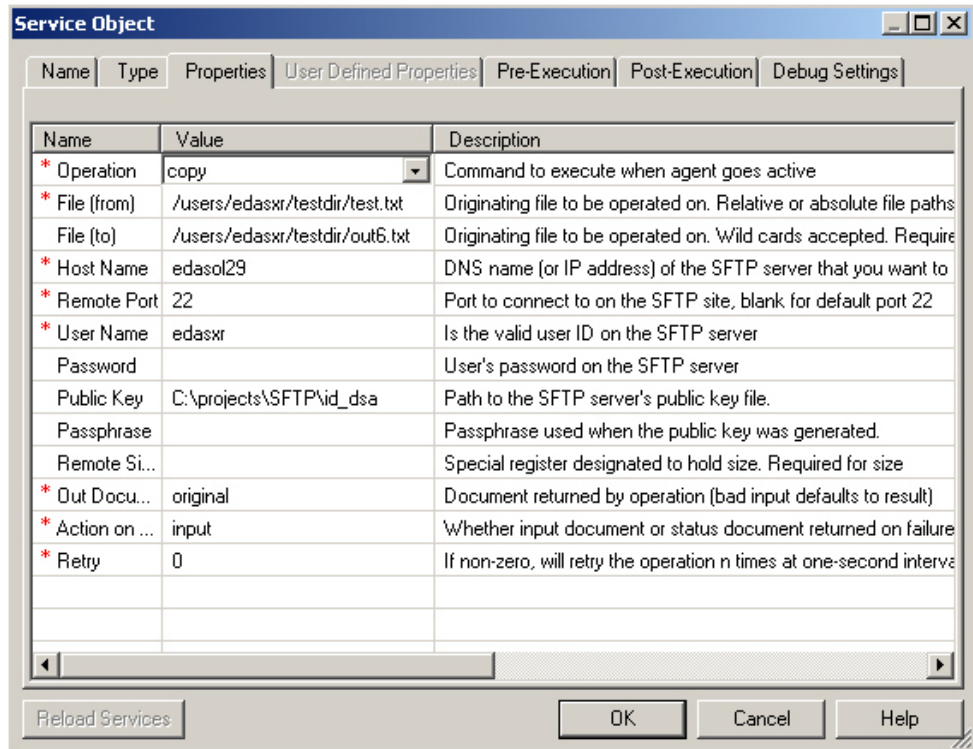 Service Object
Name Type Properties User Defined Properties Pre-Execution Post-Execution Debug Settings
Name Value Description
* Operation copy Command to execute when agent goes active
* File (from) /users/edasxr/testdir/test.txt Originating file to be operated on. Relative or absolute file paths
File (to) /users/edasxr/testdir/out6.txt Originating file to be operated on. Wild cards accepted. Require
* Host Name edasol29 DNS name (or IP address) of the SFTP server that you want to
* Remote Port 22 Port to connect to on the SFTP site, blank for default port 22
* User Name edasxr Is the valid user ID on the SFTP server
Password User's password on the SFTP server
Public Key C:\projects\SFTP\id_dsa Path to the SFTP server's public key file.
Passphrase Passphrase used when the public key was generated.
Remote Si... Special register designated to hold size. Required for size
* Out Docu... original Document returned by operation (bad input defaults to result)
* Action on ... input Whether input document or status document returned on failure
* Retry 0 If non-zero, will retry the operation n times at one-second interva
Reload Services OK Cancel Help